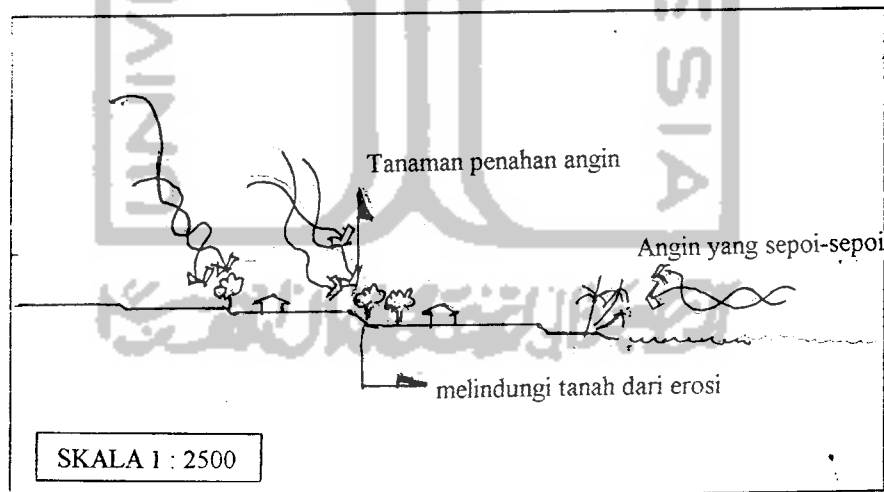 Tanaman penahan angin
Angin yang sepoi-sepoi
melindungi tanah dari erosi
SKALA 1 : 2500